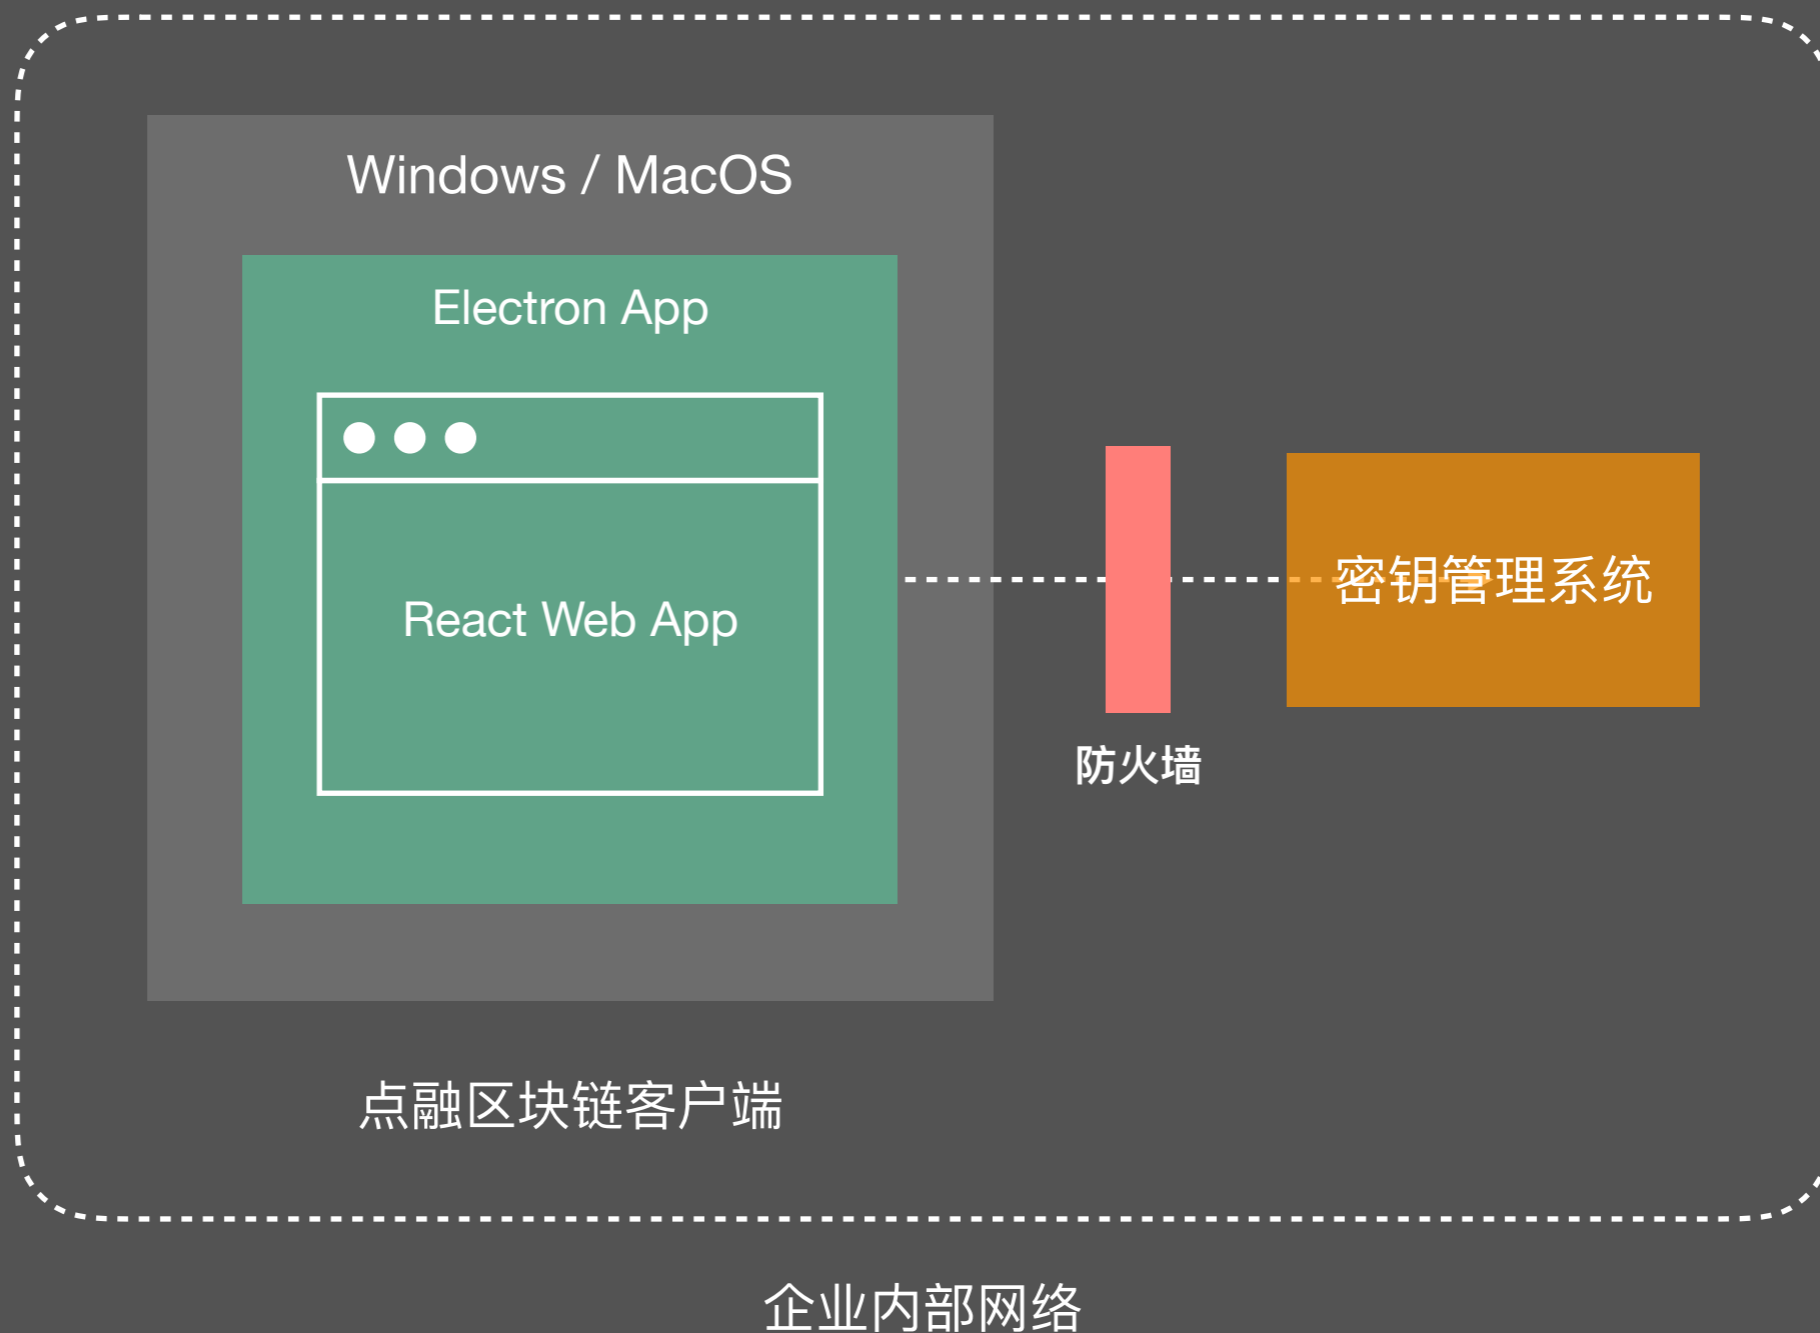 Windows / MacOS
Electron App
React Web App
密钥管理系统
防火墙
点融区块链客户端
企业内部网络